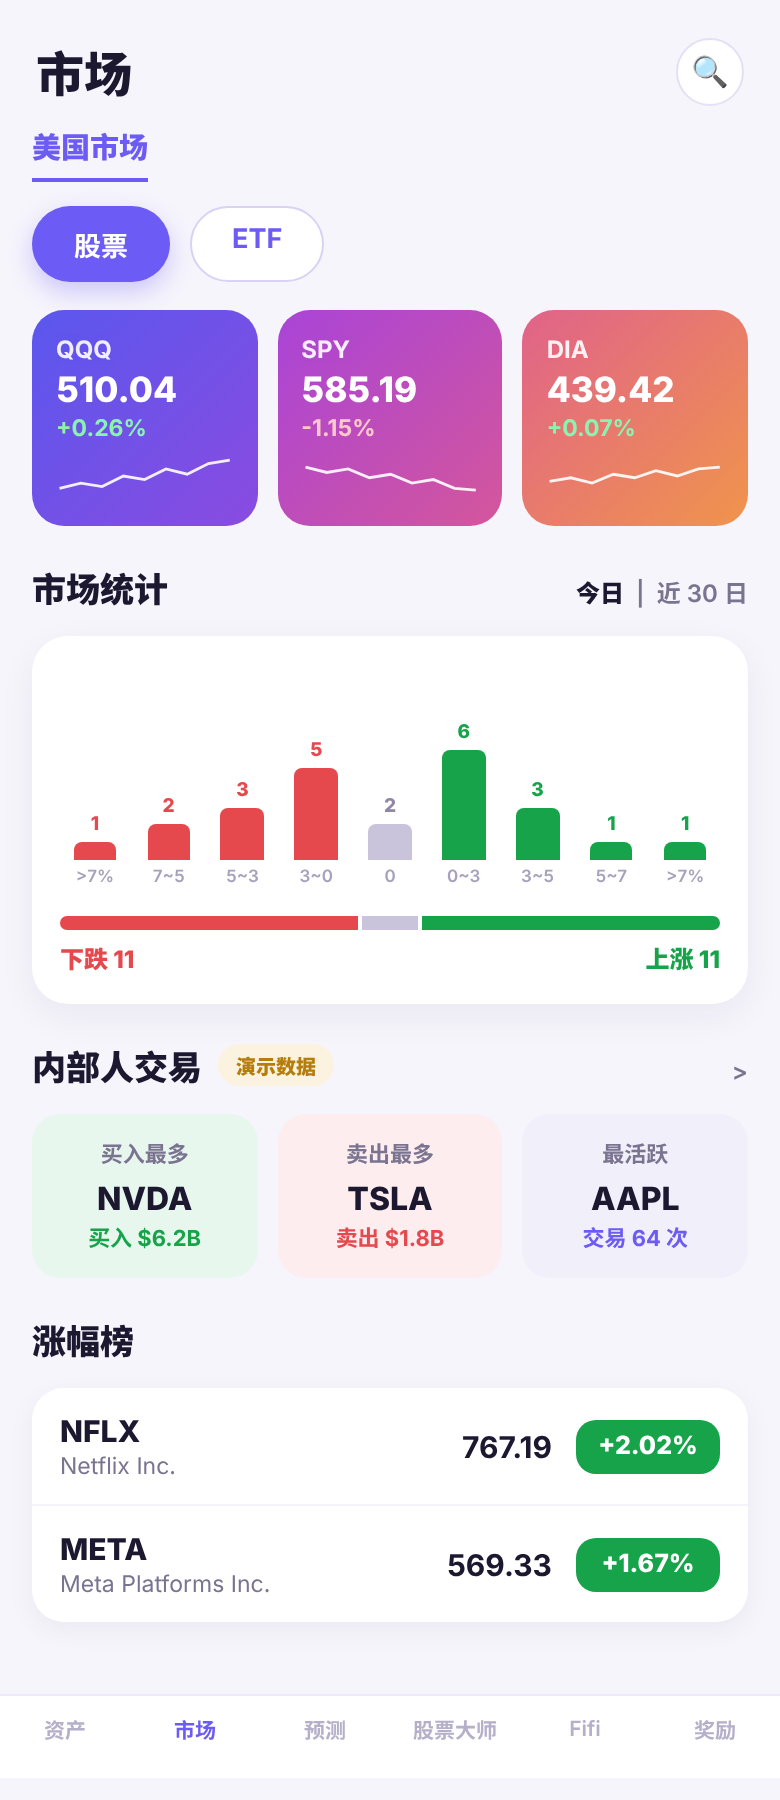 市场
美国市场
股票
ETF
QQQ
510.04
+0.26%
SPY
585.19
-1.15%
DIA
439.42
+0.07%
市场统计
今日 | 近 30 日
1 2 3 5 2 6 3 1 1
>7% 7~5 5~3 3~0 0 0~3 3~5 5~7 >7%
下跌 11
上涨 11
内部人交易
演示数据
>
买入最多
NVDA
买入 $6.2B
卖出最多
TSLA
卖出 $1.8B
最活跃
AAPL
交易 64 次
涨幅榜
NFLX
Netflix Inc.
767.19
+2.02%
META
Meta Platforms Inc.
569.33
+1.67%
资产 市场 预测 股票大师 Fifi 奖励